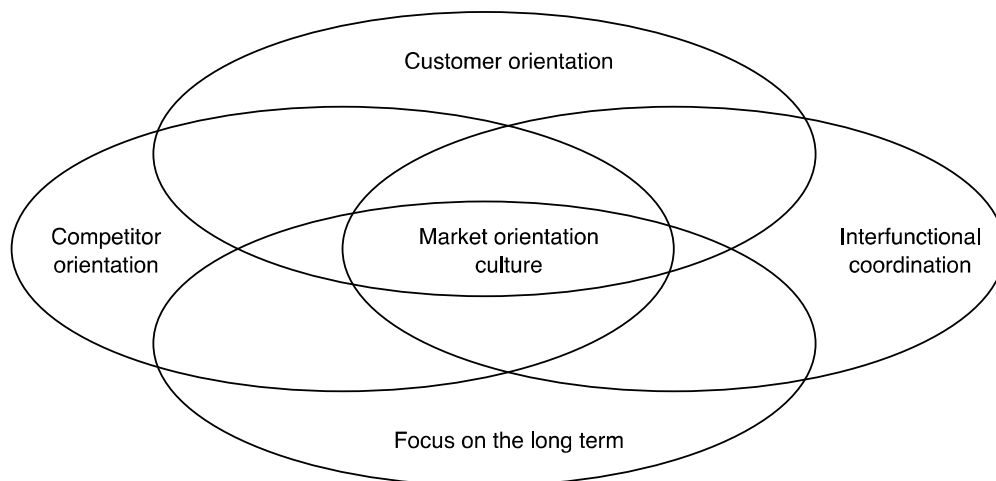 Customer orientation
Competitor
orientation
Market orientation
culture
Interfunctional
coordination
Focus on the long term